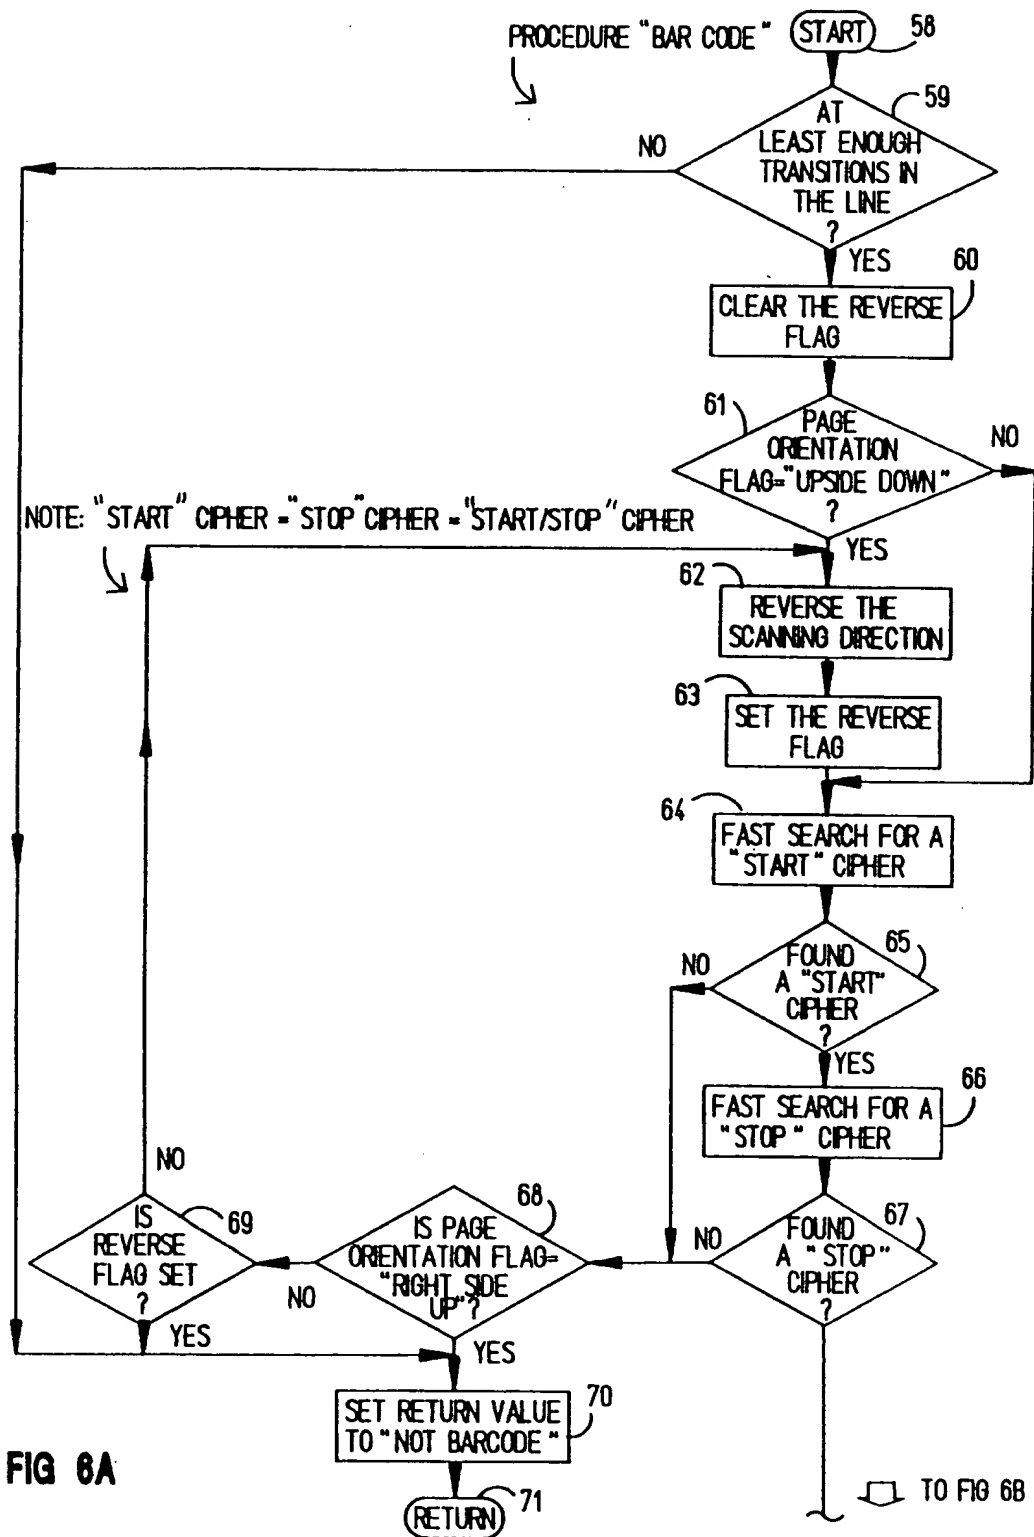 PROCEDURE "BAR CODE"
START
58
59
AT
LEAST ENOUGH
TRANSITIONS IN
THE LINE
?
NO
YES
60
CLEAR THE REVERSE
FLAG
61
PAGE
ORIENTATION
FLAG="UPSIDE DOWN"
?
NO
YES
NOTE: "START" CIPHER = "STOP" CIPHER = "START/STOP" CIPHER
62
REVERSE THE
SCANNING DIRECTION
63
SET THE REVERSE
FLAG
64
FAST SEARCH FOR A
"START" CIPHER
65
FOUND
A "START"
CIPHER
?
NO
YES
66
FAST SEARCH FOR A
"STOP" CIPHER
67
FOUND
A "STOP"
CIPHER
?
NO
68
IS PAGE
ORIENTATION FLAG=
"RIGHT SIDE
UP"?
NO
YES
69
IS
REVERSE
FLAG SET
?
NO
YES
70
SET RETURN VALUE
TO "NOT BARCODE"
71
RETURN
FIG 6A
TO FIG 6B